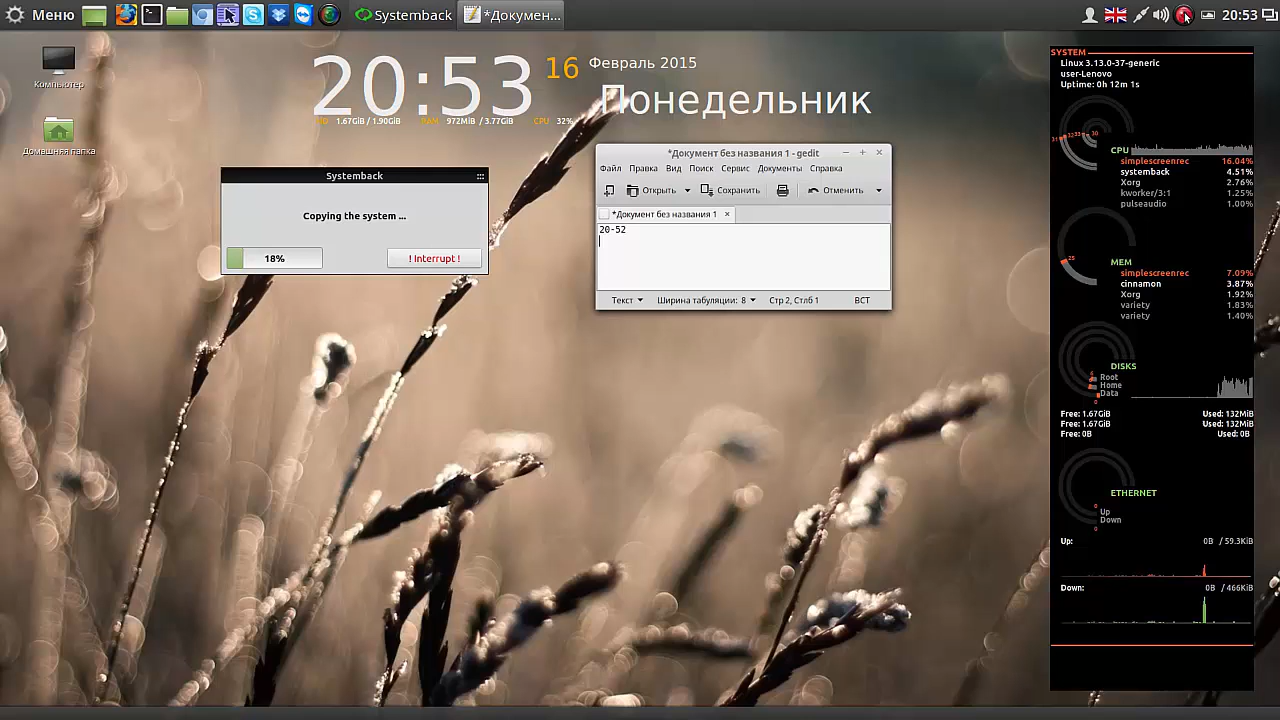 Меню
Systemback
*Докумен...
20:53
Компьютер
Домашняя папка
20:53
16
Февраль 2015
Понедельник
1.67GiB / 1.90GiB RAM 972MiB / 3.77GiB CPU 32%
Systemback
Copying the system ...
18%
! Interrupt !
*Документ без названия 1 - gedit
Файл Правка Вид Поиск Сервис Документы Справка
Открыть Сохранить Отменить
*Документ без названия 1
20-52
Текст Ширина табуляции: 8 Стр 2, Стлб 1 ВСТ
SYSTEM
Linux 3.13.0-37-generic
user-Lenovo
Uptime: 0h 12m 1s
CPU
simplescreenrec 16.04%
systemback 4.51%
Xorg 2.76%
kworker/3:1 1.25%
pulseaudio 1.00%
MEM
25
simplescreenrec 7.09%
cinnamon 3.87%
Xorg 1.92%
variety 1.83%
variety 1.40%
DISKS
Root
Home
Data
Free: 1.67GiB Used: 132MiB
Free: 1.67GiB Used: 132MiB
Free: 0B Used: 0B
ETHERNET
Up
Down
Up: 0B / 59.3KiB
Down: 0B / 466KiB